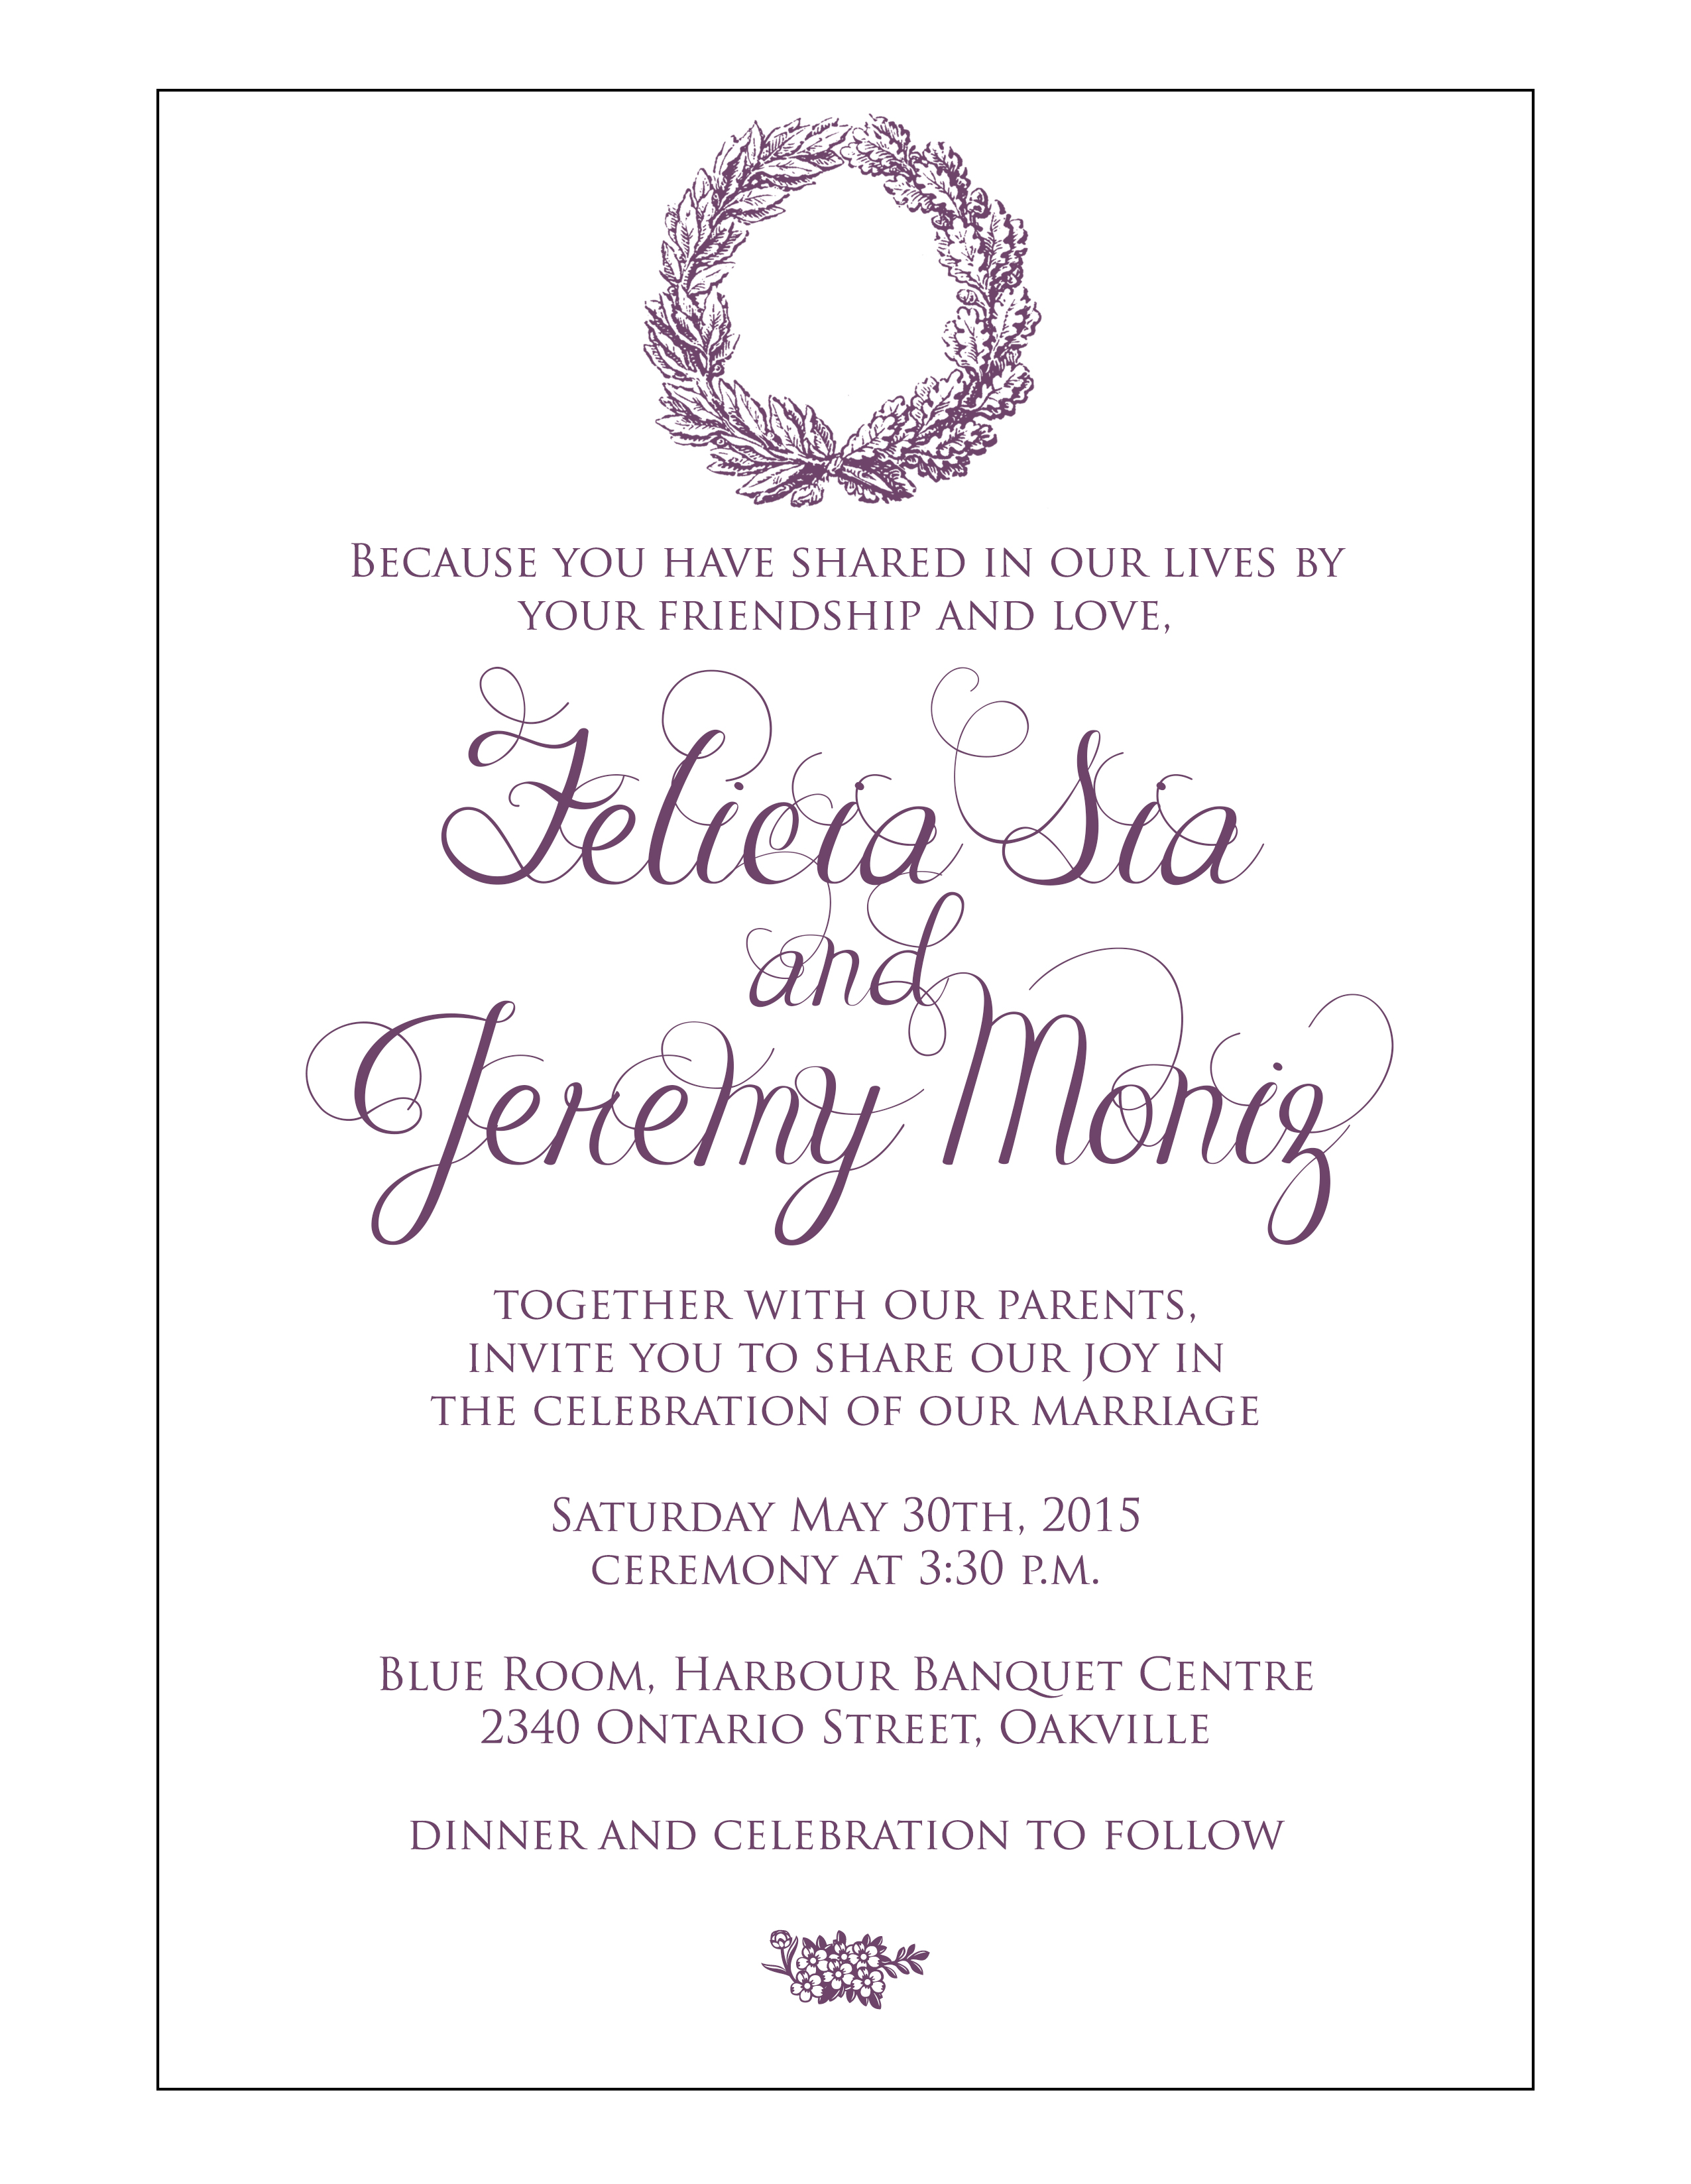 Because you have shared in our lives by
your friendship and love,
Felicia Sia
and
Jeremy Moniz
together with our parents,
invite you to share our joy in
the celebration of our marriage
Saturday May 30th, 2015
ceremony at 3:30 p.m.
Blue Room, Harbour Banquet Centre
2340 Ontario Street, Oakville
dinner and celebration to follow